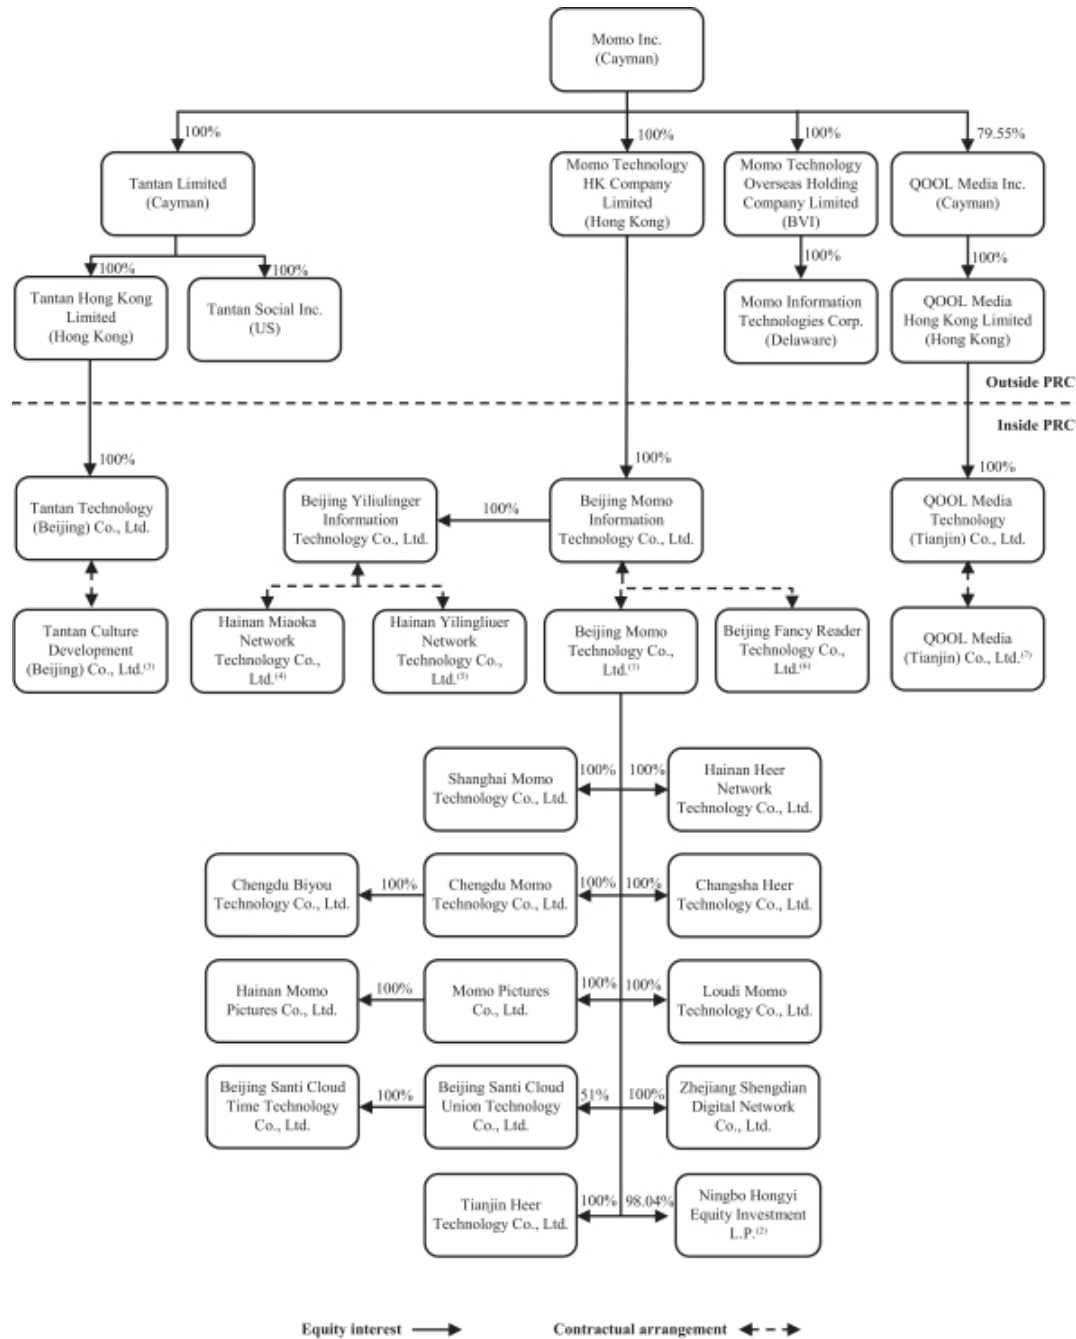 Momo Inc.
(Cayman)
100%
100%
100%
79.55%
Tantan Limited
(Cayman)
Momo Technology
HK Company
Limited
(Hong Kong)
Momo Technology
Overseas Holding
Company Limited
(BVI)
QOOL Media Inc.
(Cayman)
100%
100%
100%
100%
Tantan Hong Kong
Limited
(Hong Kong)
Tantan Social Inc.
(US)
Momo Information
Technologies Corp.
(Delaware)
QOOL Media
Hong Kong Limited
(Hong Kong)
Outside PRC
Inside PRC
100%
100%
100%
Tantan Technology
(Beijing) Co., Ltd.
Beijing Yiliulinger
Information
Technology Co., Ltd.
100%
Beijing Momo
Information
Technology Co., Ltd.
QOOL Media
Technology
(Tianjin) Co., Ltd.
Tantan Culture
Development
(Beijing) Co., Ltd.(3)
Hainan Miaoka
Network
Technology Co.,
Ltd.(4)
Hainan Yilingliuer
Network
Technology Co.,
Ltd.(5)
Beijing Momo
Technology Co.,
Ltd.(1)
Beijing Fancy Reader
Technology Co.,
Ltd.(6)
QOOL Media
(Tianjin) Co., Ltd.(7)
Shanghai Momo
Technology Co., Ltd.
100%
100%
Hainan Heer
Network
Technology Co., Ltd.
Chengdu Biyou
Technology Co., Ltd.
100%
Chengdu Momo
Technology Co., Ltd.
100%
100%
Changsha Heer
Technology Co., Ltd.
Hainan Momo
Pictures Co., Ltd.
100%
Momo Pictures
Co., Ltd.
100%
100%
Loudi Momo
Technology Co., Ltd.
Beijing Santi Cloud
Time Technology
Co., Ltd.
100%
Beijing Santi Cloud
Union Technology
Co., Ltd.
51%
100%
Zhejiang Shengdian
Digital Network
Co., Ltd.
Tianjin Heer
Technology Co., Ltd.
100%
98.04%
Ningbo Hongyi
Equity Investment
L.P.(2)
Equity interest
Contractual arrangement